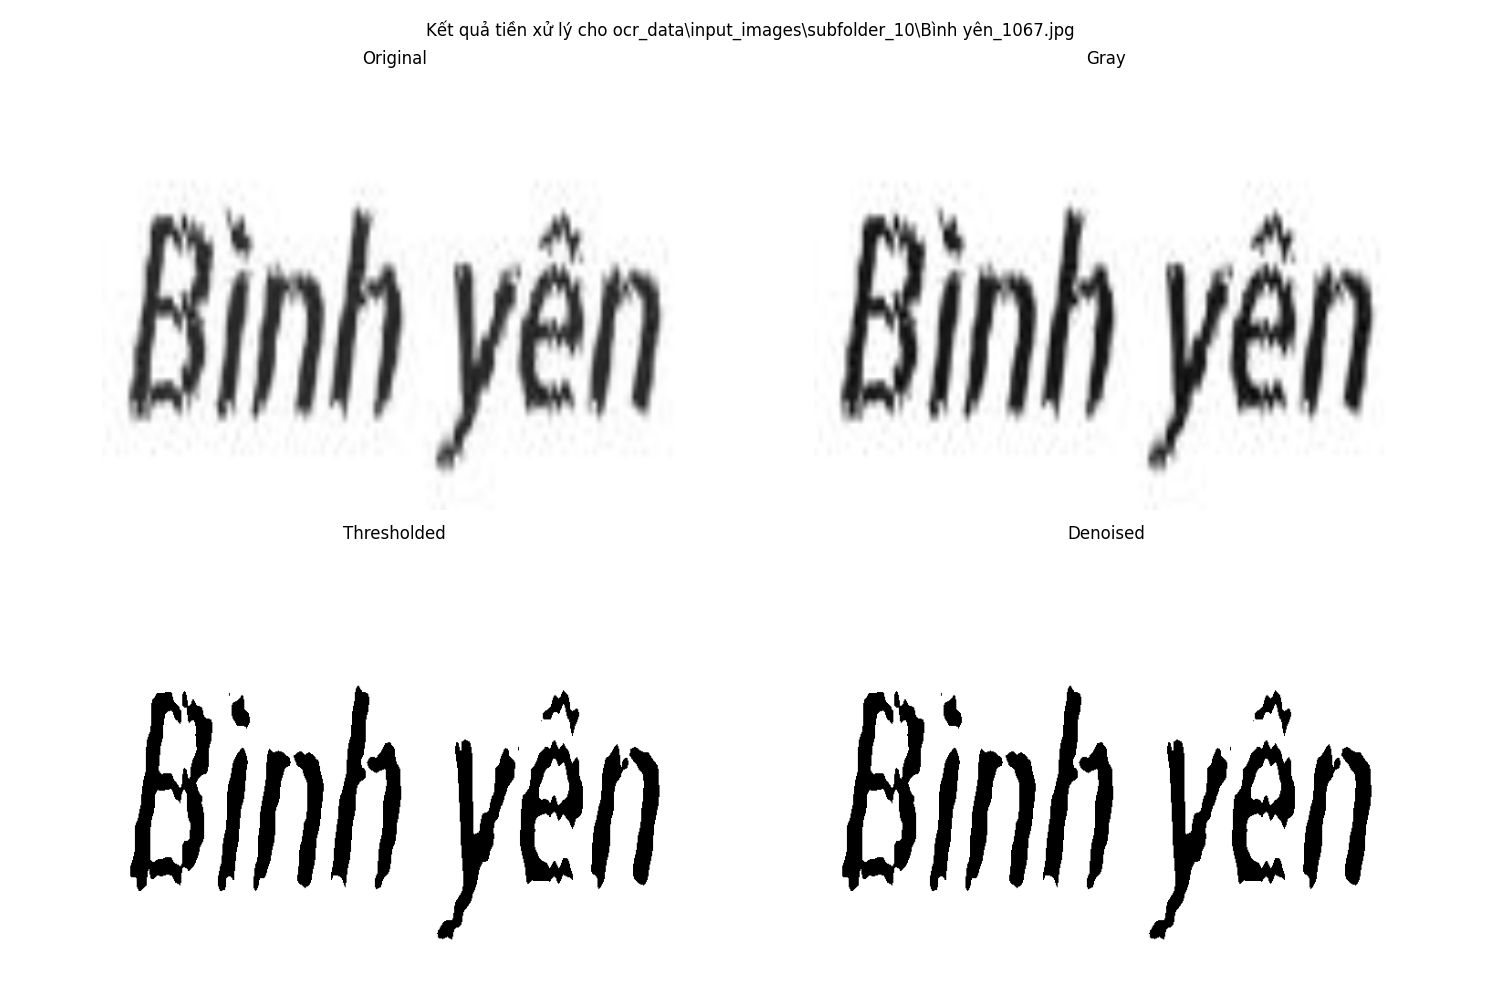 Kết quả tiền xử lý cho ocr_data\input_images\subfolder_10\Bình yên_1067.jpg
Original
Gray
Bình yên
Bình yên
Thresholded
Denoised
Bình yên
Bình yên